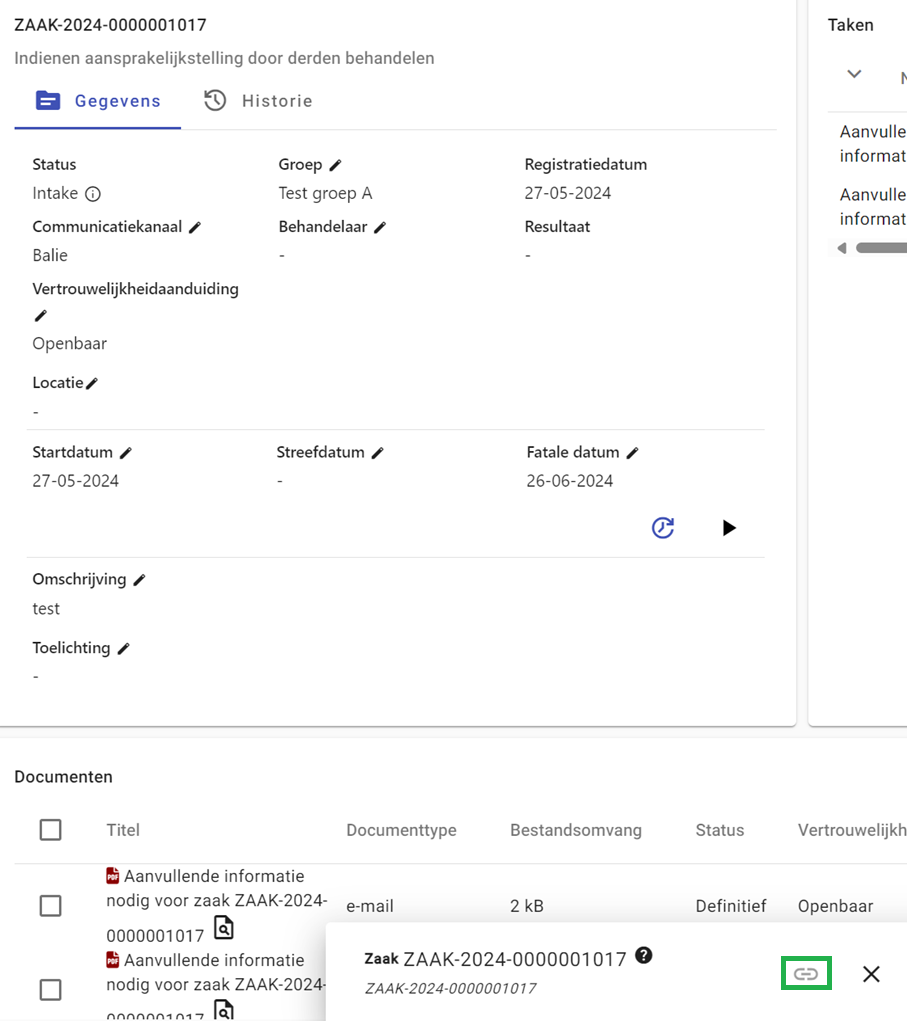 ZAAK-2024-0000001017
Indienen aansprakelijkstelling door derden behandelen
Gegevens Historie
Status Groep Registratiedatum
Intake Test groep A 27-05-2024
Communicatiekanaal Behandelaar Resultaat
Balie - -
Vertrouwelijkheidaanduiding
Openbaar
Locatie
-
Startdatum Streefdatum Fatale datum
27-05-2024 - 26-06-2024
Omschrijving
test
Toelichting
-
Taken
N
Aanvulle
informat
Aanvulle
informat
Documenten
Titel Documenttype Bestandsomvang Status Vertrouwelijkh
PDF Aanvullende informatie
nodig voor zaak ZAAK-2024-
0000001017
e-mail 2 kB Definitief Openbaar
PDF Aanvullende informatie
nodig voor zaak ZAAK-2024-
0000001017
Zaak ZAAK-2024-0000001017 ?
ZAAK-2024-0000001017